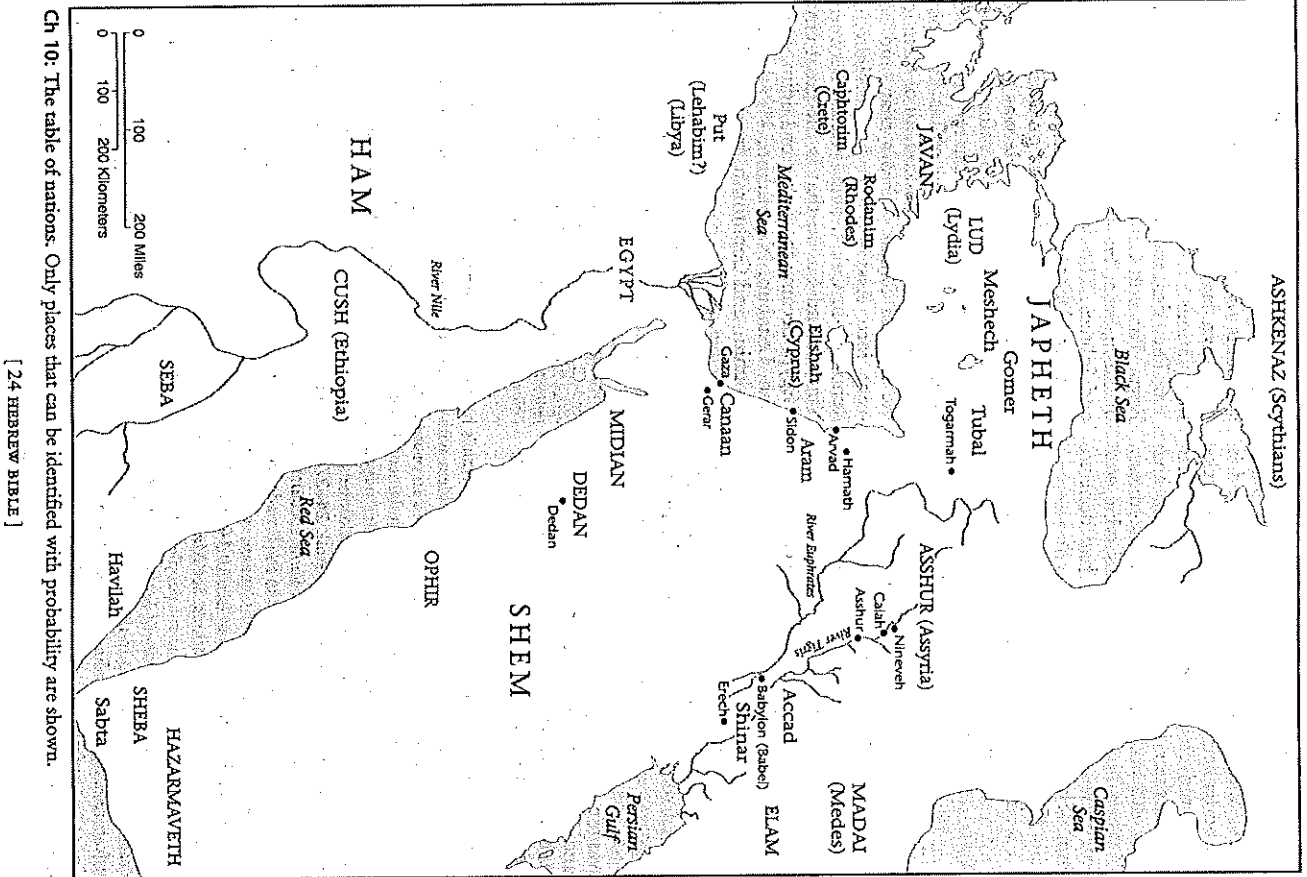 ASHKENAZ (Scythians)
Black Sea
Caspian
Sea
JAPHETH
Gomer
Meshech
Tubal
Togarmah
LUD
(Lydia)
JAVAN
Rodanim
(Rhodes)
Caphtorim
(Crete)
Mediterranean
Sea
Elishah
(Cyprus)
Hamath
Arvad
Aram
Sidon
Canaan
Gaza
Gerar
ASSHUR (Assyria)
Nineveh
Calah
Asshur
River Tigris
River Euphrates
MADAI
(Medes)
Accad
Babylon (Babel)
Shinar
Erech
ELAM
Persian
Gulf
Put
(Lehabim?)
(Libya)
EGYPT
River Nile
HAM
CUSH (Ethiopia)
SEBA
MIDIAN
DEDAN
Dedan
SHEM
OPHIR
Red Sea
Havilah
SHEBA
Sabta
HAZARMAVETH
0 100 200 Miles
0 100 200 Kilometers
Ch 10: The table of nations. Only places that can be identified with probability are shown.
[ 24 HEBREW BIBLE ]